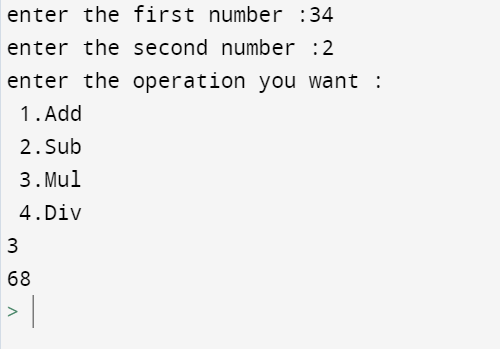 enter the first number :34
enter the second number :2
enter the operation you want :
 1.Add
 2.Sub
 3.Mul
 4.Div
3
68
>